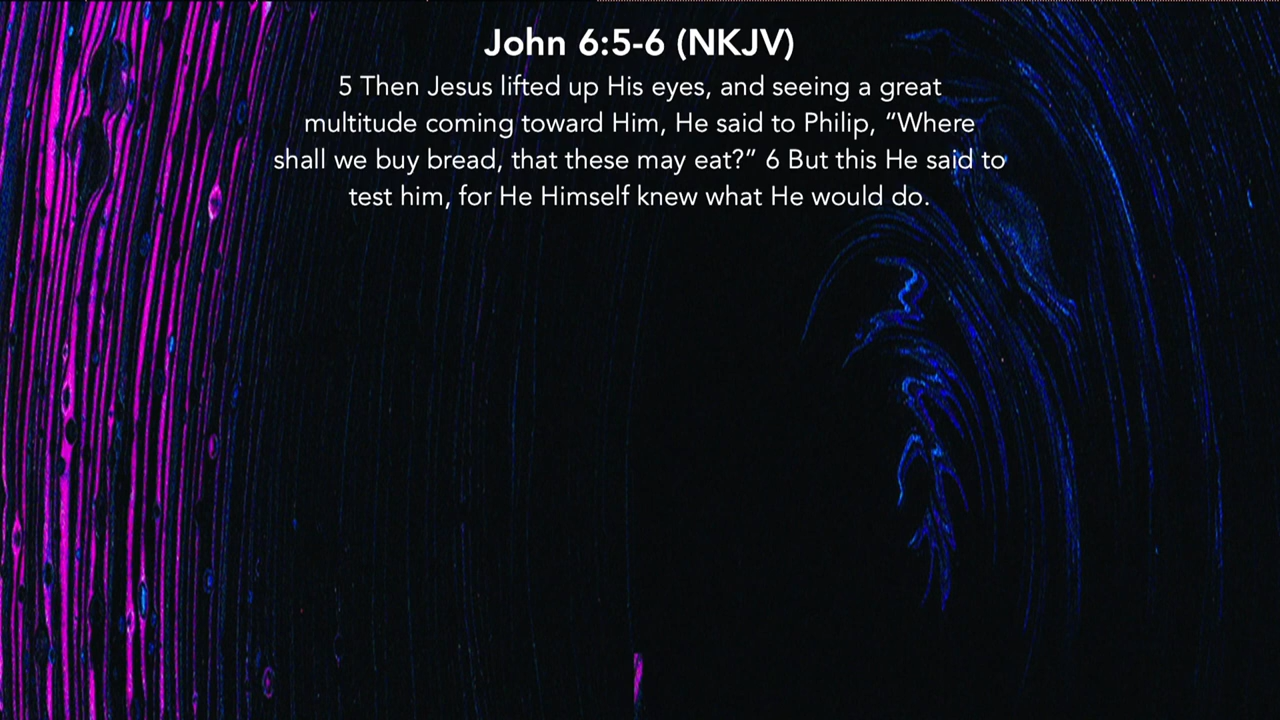 John 6:5-6 (NKJV)
5 Then Jesus lifted up His eyes, and seeing a great
multitude coming toward Him, He said to Philip, “Where
shall we buy bread, that these may eat?” 6 But this He said to
test him, for He Himself knew what He would do.